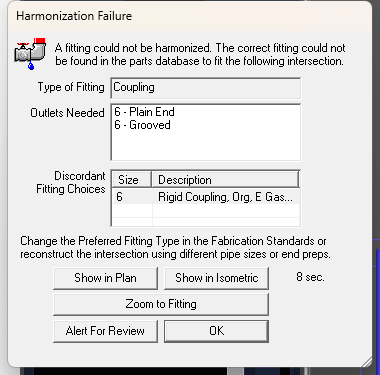 Harmonization Failure
A fitting could not be harmonized. The correct fitting could not
be found in the parts database to fit the following intersection.
Type of Fitting Coupling
Outlets Needed 6 - Plain End
6 - Grooved
Discordant
Fitting Choices
Size Description
6 Rigid Coupling, Org, E Gas...
Change the Preferred Fitting Type in the Fabrication Standards or
reconstruct the intersection using different pipe sizes or end preps.
Show in Plan Show in Isometric 8 sec.
Zoom to Fitting
Alert For Review OK